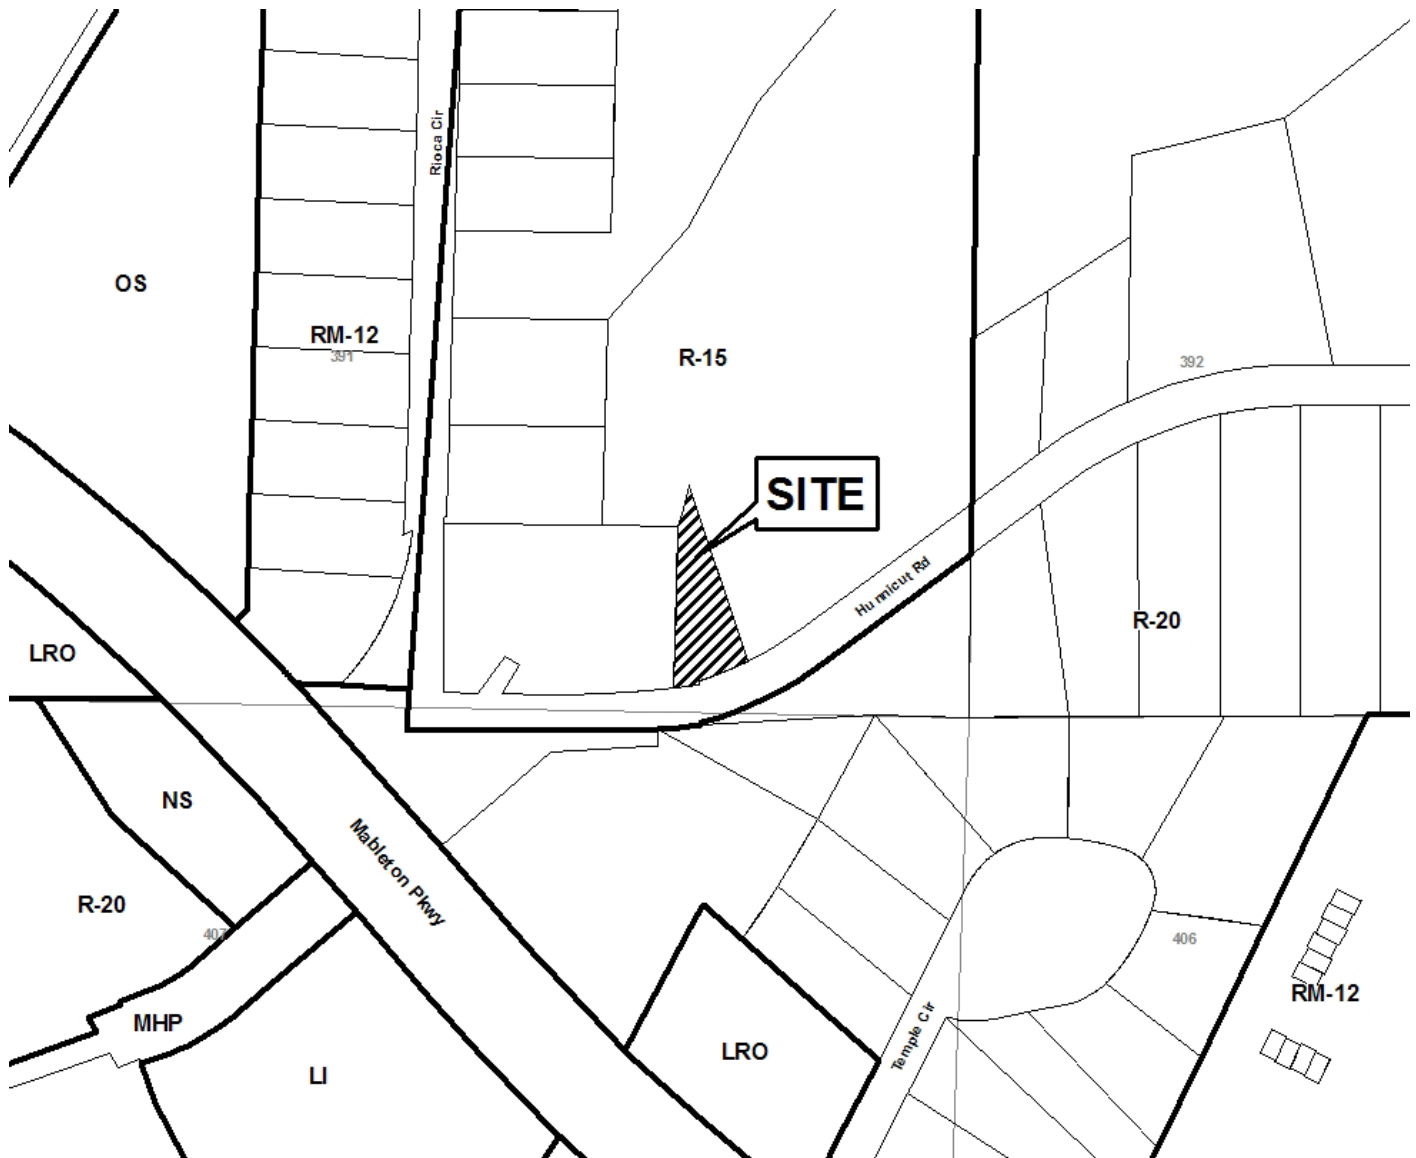 Rioca Cir
OS
RM-12
391
R-15
392
SITE
Hunnicut Rd
R-20
LRO
NS
Mableton Pkwy
R-20
407
406
RM-12
MHP
LRO
Temple Cir
LI